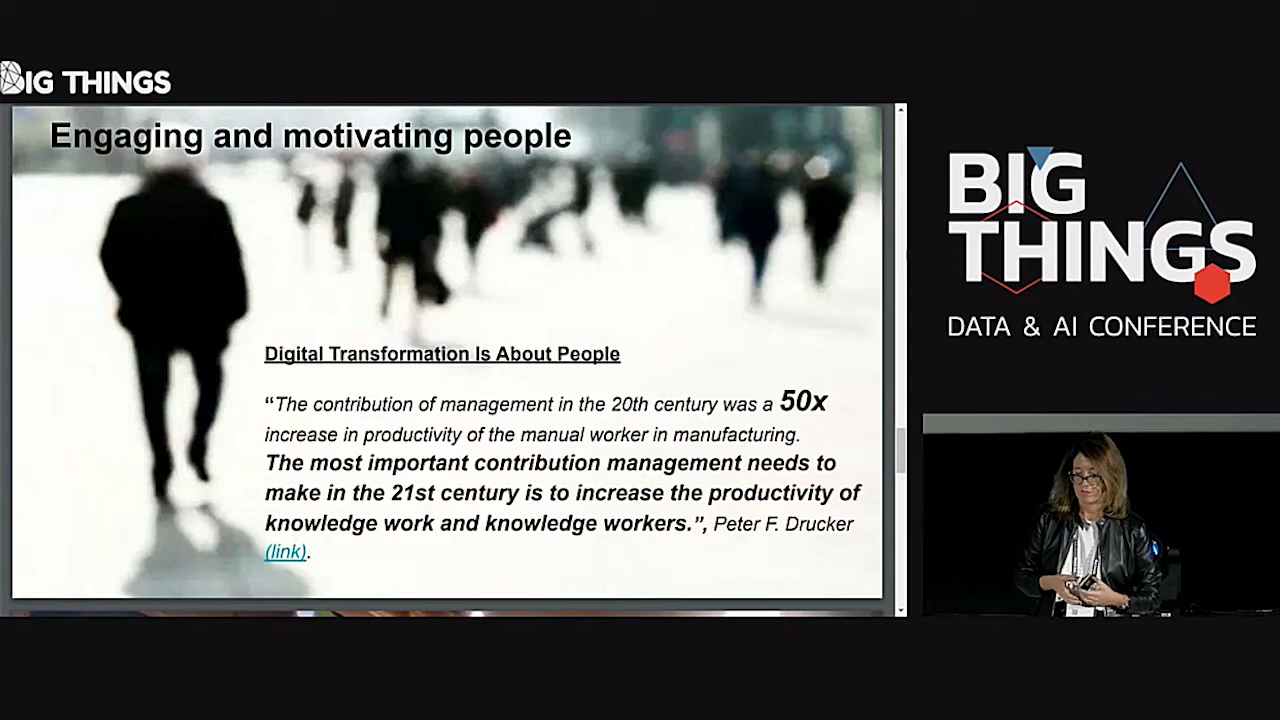 BIG THINGS
Engaging and motivating people
Digital Transformation Is About People
“The contribution of management in the 20th century was a 50x
increase in productivity of the manual worker in manufacturing.
The most important contribution management needs to
make in the 21st century is to increase the productivity of
knowledge work and knowledge workers.”, Peter F. Drucker
(link).
BIG
THINGS
DATA & AI CONFERENCE